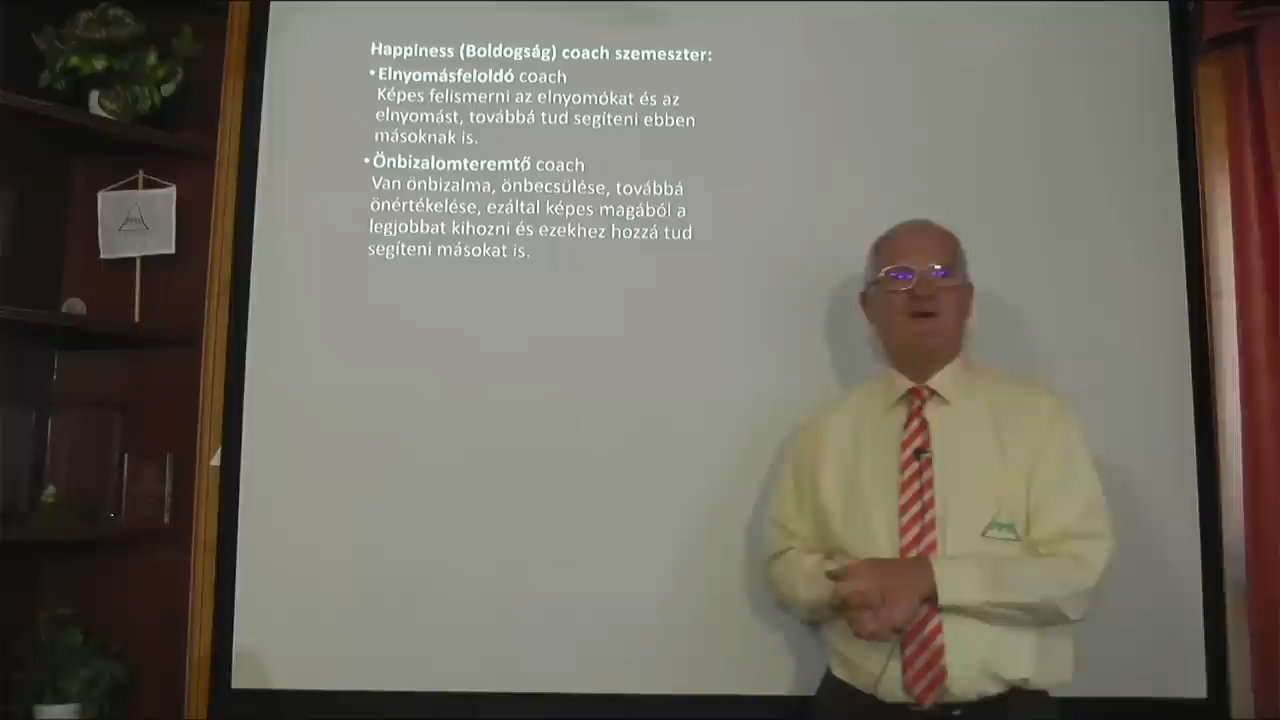 Happiness (Boldogság) coach szemeszter:
•Elnyomásfeloldó coach
Képes felismerni az elnyomókat és az
elnyomást, továbbá tud segíteni ebben
másoknak is.
•Önbizalomteremtő coach
Van önbizalma, önbecsülése, továbbá
önértékelése, ezáltal képes magából a
legjobbat kihozni és ezekhez hozzá tud
segíteni másokat is.